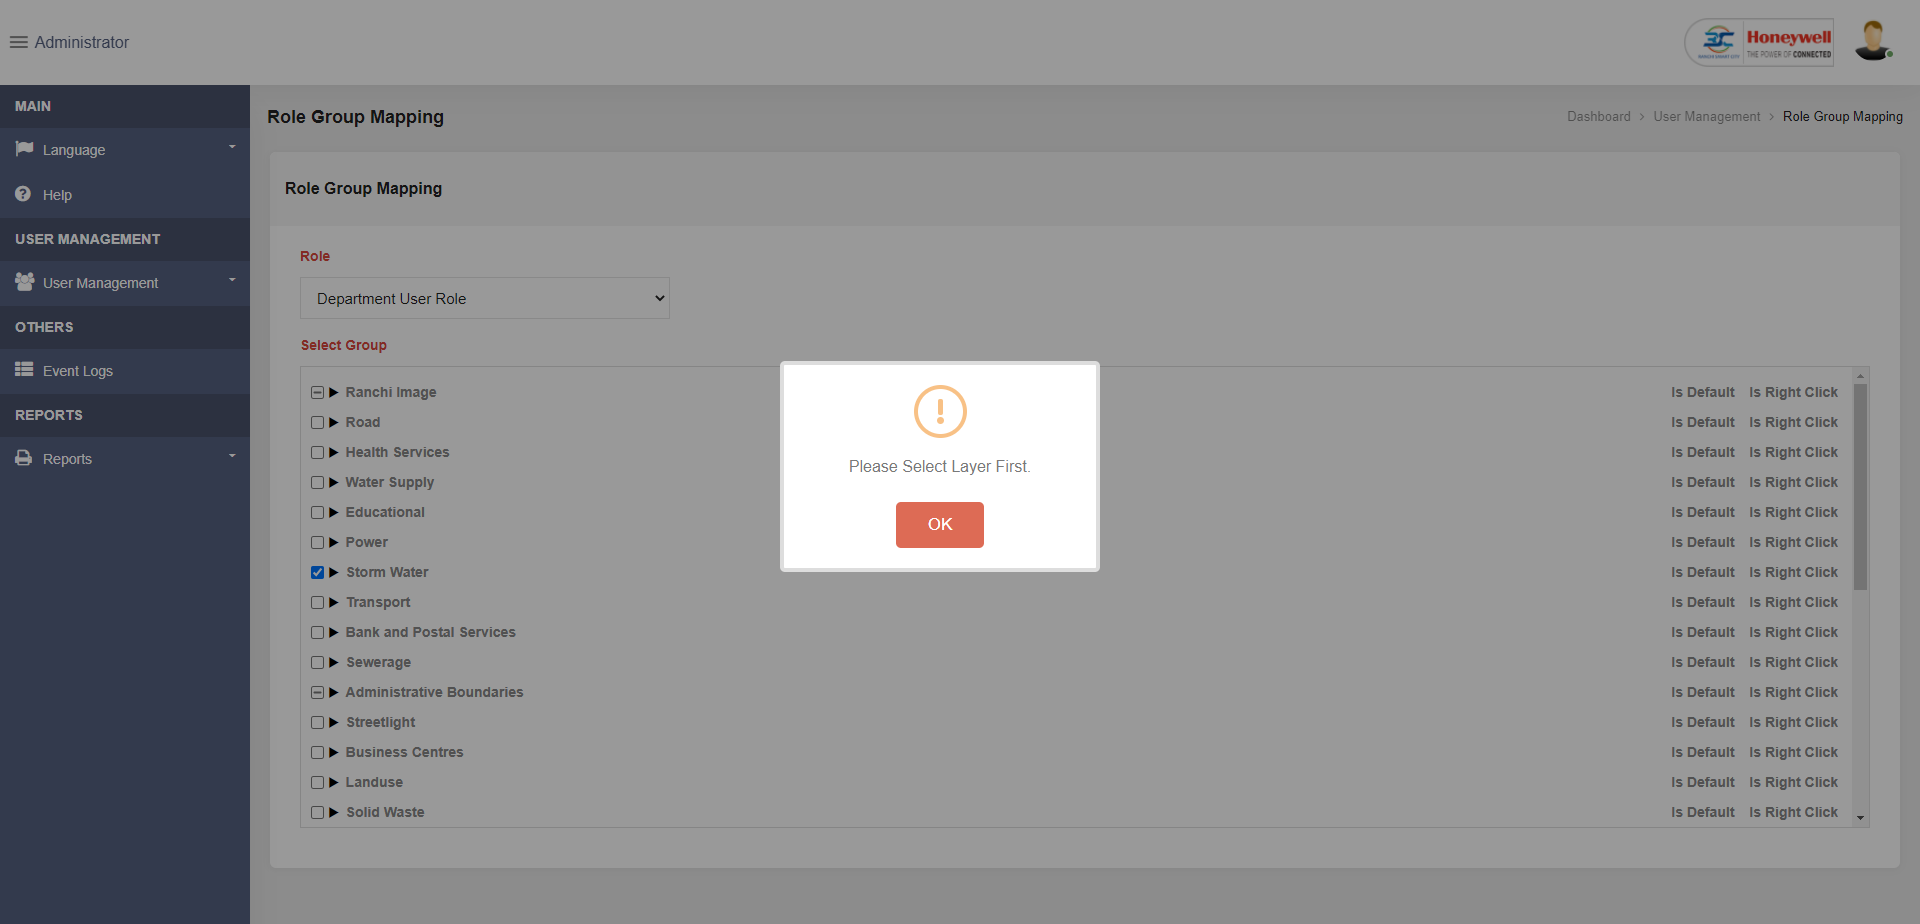 Administrator
Honeywell
THE POWER OF CONNECTED
MAIN
Language
Help
USER MANAGEMENT
User Management
OTHERS
Event Logs
REPORTS
Reports
Role Group Mapping
Dashboard > User Management > Role Group Mapping
Role Group Mapping
Role
Department User Role
Select Group
Ranchi Image Is Default Is Right Click
Road Is Default Is Right Click
Health Services Is Default Is Right Click
Water Supply Is Default Is Right Click
Educational Is Default Is Right Click
Power Is Default Is Right Click
Storm Water Is Default Is Right Click
Transport Is Default Is Right Click
Bank and Postal Services Is Default Is Right Click
Sewerage Is Default Is Right Click
Administrative Boundaries Is Default Is Right Click
Streetlight Is Default Is Right Click
Business Centres Is Default Is Right Click
Landuse Is Default Is Right Click
Solid Waste Is Default Is Right Click
Please Select Layer First.
OK